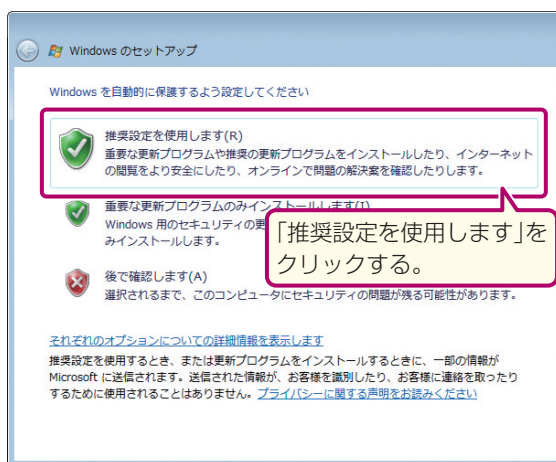 Windows のセットアップ
Windows を自動的に保護するよう設定してください
推奨設定を使用します(R)
重要な更新プログラムや推奨の更新プログラムをインストールしたり、インターネット
の閲覧をより安全にしたり、オンラインで問題の解決案を確認したりします。
重要な更新プログラムのみインストールします(I)
Windows 用のセキュリティの更
みインストールします。
「推奨設定を使用します」を
クリックする。
後で確認します(A)
選択されるまで、このコンピュータにセキュリティの問題が残る可能性があります。
それぞれのオプションについての詳細情報を表示します
推奨設定を使用するとき、または更新プログラムをインストールするときに、一部の情報が
Microsoft に送信されます。送信された情報が、お客様を識別したり、お客様に連絡を取ったり
するために使用されることはありません。プライバシーに関する声明をお読みください